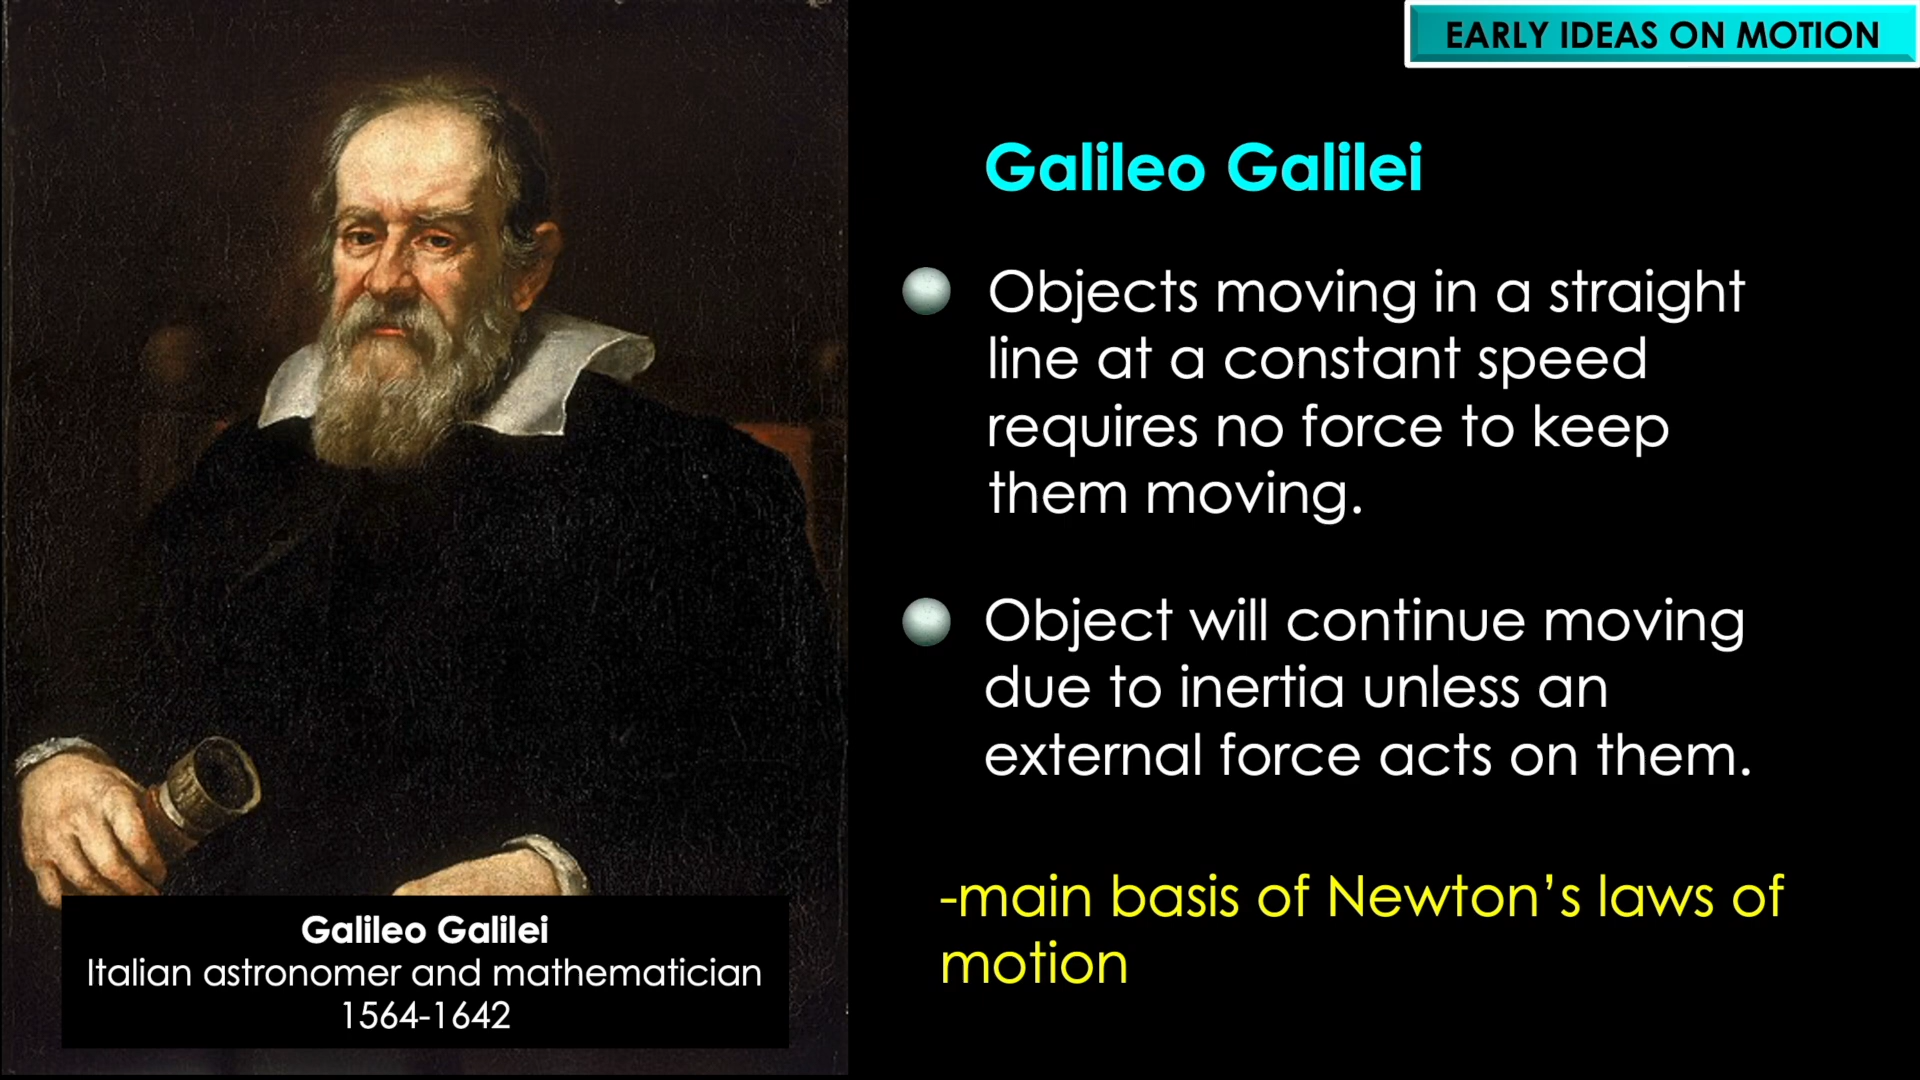 EARLY IDEAS ON MOTION
Galileo Galilei
Objects moving in a straight
line at a constant speed
requires no force to keep
them moving.
Object will continue moving
due to inertia unless an
external force acts on them.
-main basis of Newton’s laws of
motion
Galileo Galilei
Italian astronomer and mathematician
1564-1642